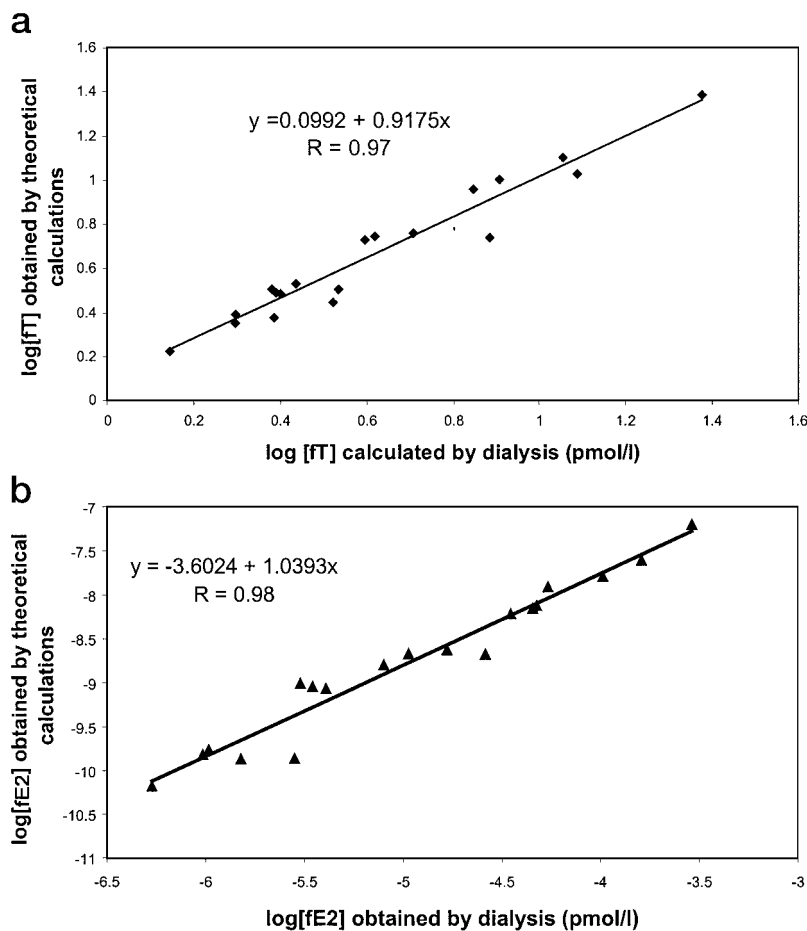 a
1.6
1.4
1.2
1
0.8
0.6
0.4
0.2
0
y =0.0992 + 0.9175x
R = 0.97
log[fT] obtained by theoretical
calculations
0 0.2 0.4 0.6 0.8 1 1.2 1.4 1.6
log [fT] calculated by dialysis (pmol/l)
b
-7
-7.5
-8
-8.5
-9
-9.5
-10
-10.5
-11
y = -3.6024 + 1.0393x
R = 0.98
log[fE2] obtained by theoretical
calculations
-6.5 -6 -5.5 -5 -4.5 -4 -3.5 -3
log[fE2] obtained by dialysis (pmol/l)